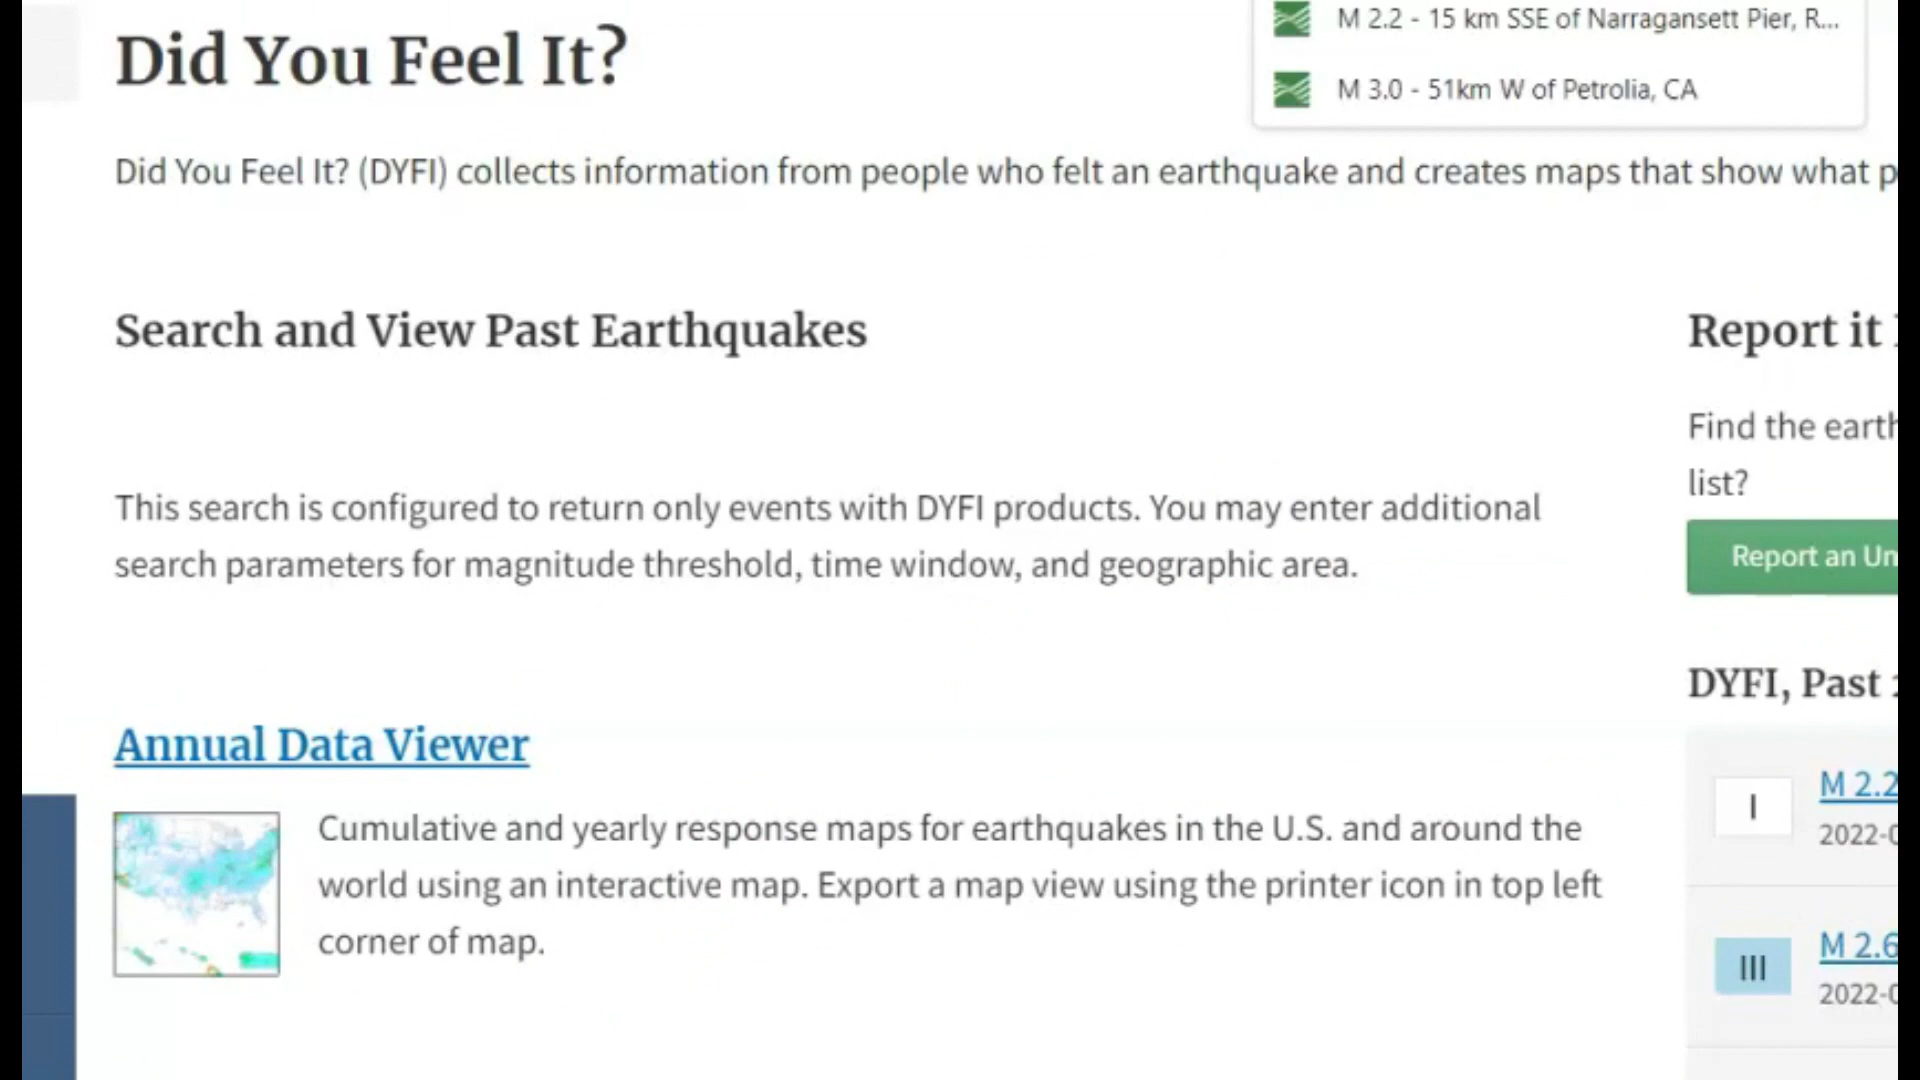 M 2.2 - 15 km SSE of Narragansett Pier, R...
Did You Feel It?
M 3.0 - 51km W of Petrolia, CA
Did You Feel It? (DYFI) collects information from people who felt an earthquake and creates maps that show what p
Search and View Past Earthquakes
This search is configured to return only events with DYFI products. You may enter additional
search parameters for magnitude threshold, time window, and geographic area.
Annual Data Viewer
Cumulative and yearly response maps for earthquakes in the U.S. and around the
world using an interactive map. Export a map view using the printer icon in top left
corner of map.
Report it
Find the earth
list?
Report an Un
DYFI, Past
I
M 2.2
2022-0
III
M 2.6
2022-0